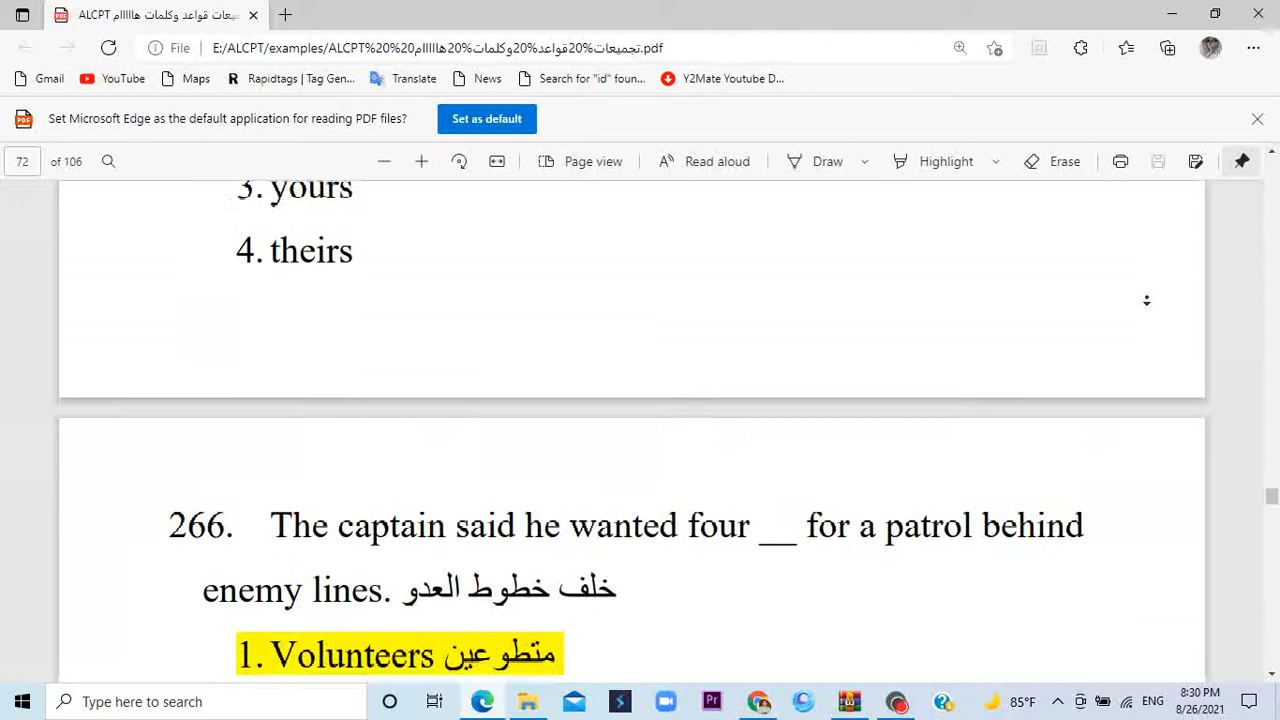 ALCPT تجميعات قواعد وكلمات هااااام
File E:/ALCPT/examples/ALCPT%20%20تجميعات%20قواعد%20وكلمات%20هااااام.pdf
Gmail YouTube Maps Rapidtags | Tag Gen... Translate News Search for "id" foun... Y2Mate Youtube D...
Set Microsoft Edge as the default application for reading PDF files? Set as default
72 of 106 Page view Read aloud Draw Highlight Erase
3. yours
4. theirs
266. The captain said he wanted four __ for a patrol behind
enemy lines. خلف خطوط العدو
1. Volunteers متطوعين
Type here to search Pr 85°F ENG 8:30 PM
8/26/2021